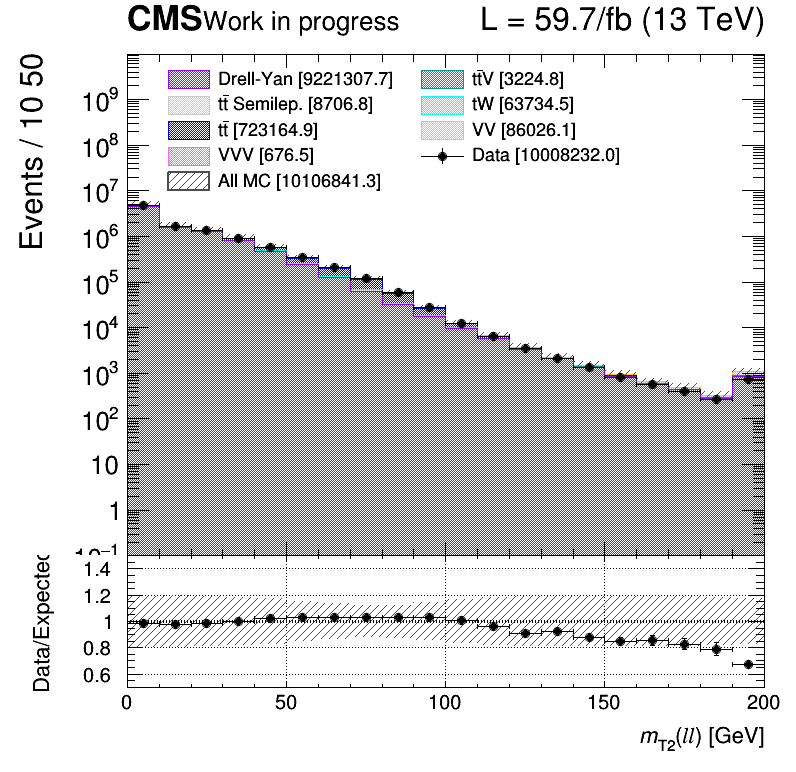 CMS Work in progress L = 59.7/fb (13 TeV)
Events / 10 50
Drell-Yan [9221307.7]
tt̄ Semilep. [8706.8]
tt̄ [723164.9]
VVV [676.5]
All MC [10106841.3]
tt̄V [3224.8]
tW [63734.5]
VV [86026.1]
Data [10008232.0]
10⁹
10⁸
10⁷
10⁶
10⁵
10⁴
10³
10²
10
1
10⁻¹
Data/Expected
1.4
1.2
1
0.8
0.6
0 50 100 150 200
m_T2(ll) [GeV]